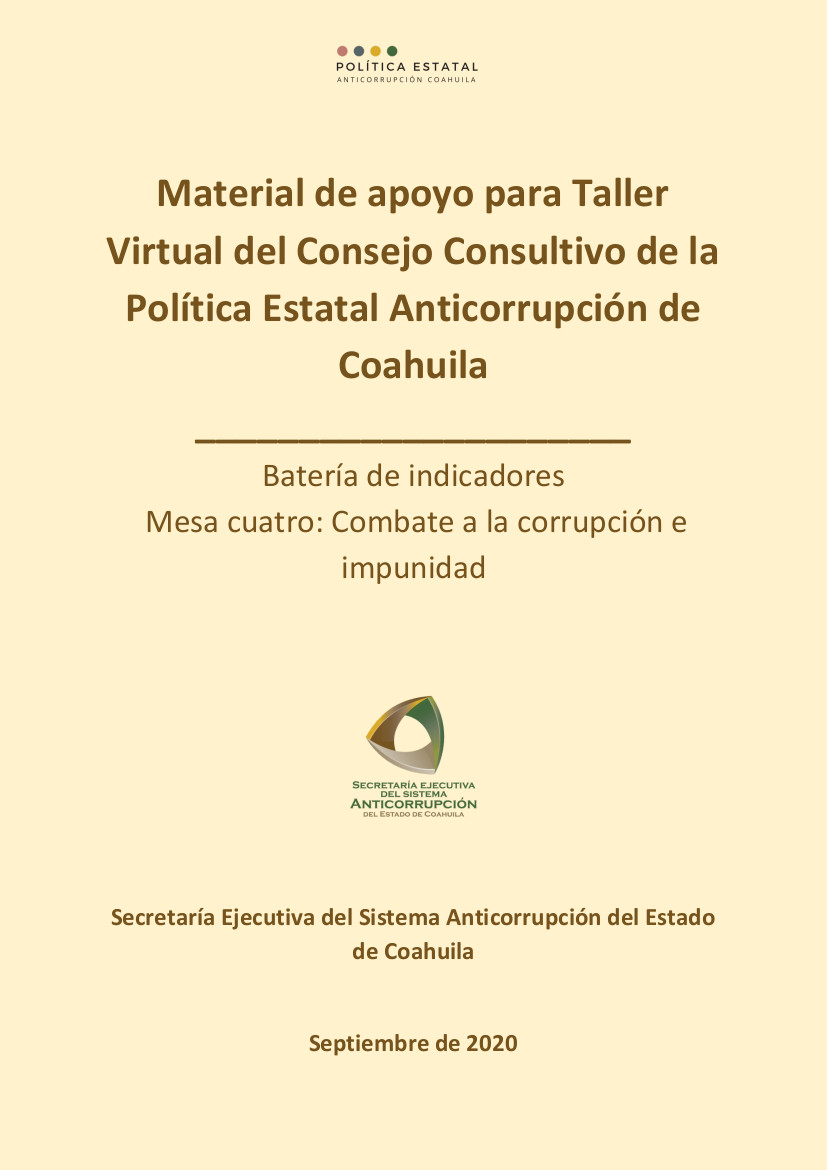 POLÍTICA ESTATAL
ANTICORRUPCIÓN COAHUILA
Material de apoyo para Taller
Virtual del Consejo Consultivo de la
Política Estatal Anticorrupción de
Coahuila
Batería de indicadores
Mesa cuatro: Combate a la corrupción e
impunidad
SECRETARÍA EJECUTIVA
DEL SISTEMA
ANTICORRUPCIÓN
DEL ESTADO DE COAHUILA
Secretaría Ejecutiva del Sistema Anticorrupción del Estado
de Coahuila
Septiembre de 2020